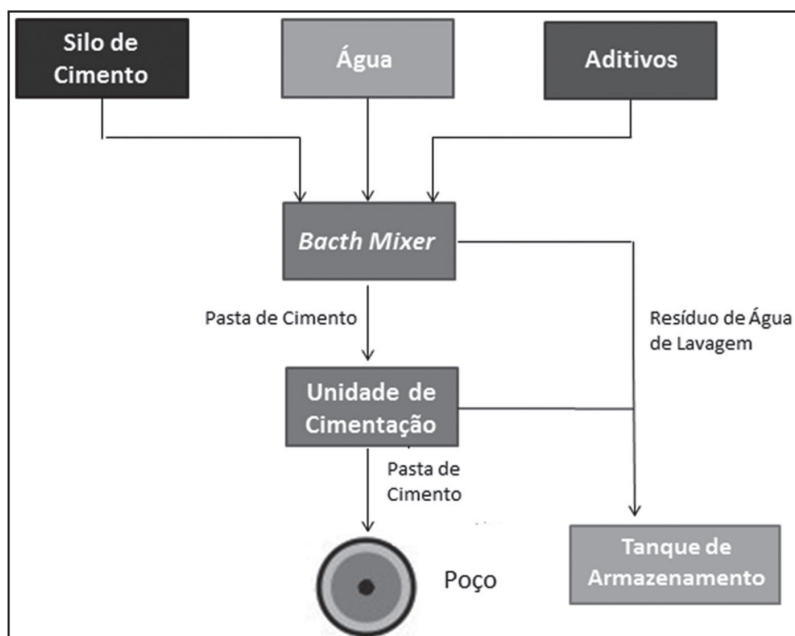 Silo de
Cimento
Água
Aditivos
Bacth Mixer
Pasta de Cimento
Resíduo de Água
de Lavagem
Unidade de
Cimentação
Pasta de
Cimento
Poço
Tanque de
Armazenamento